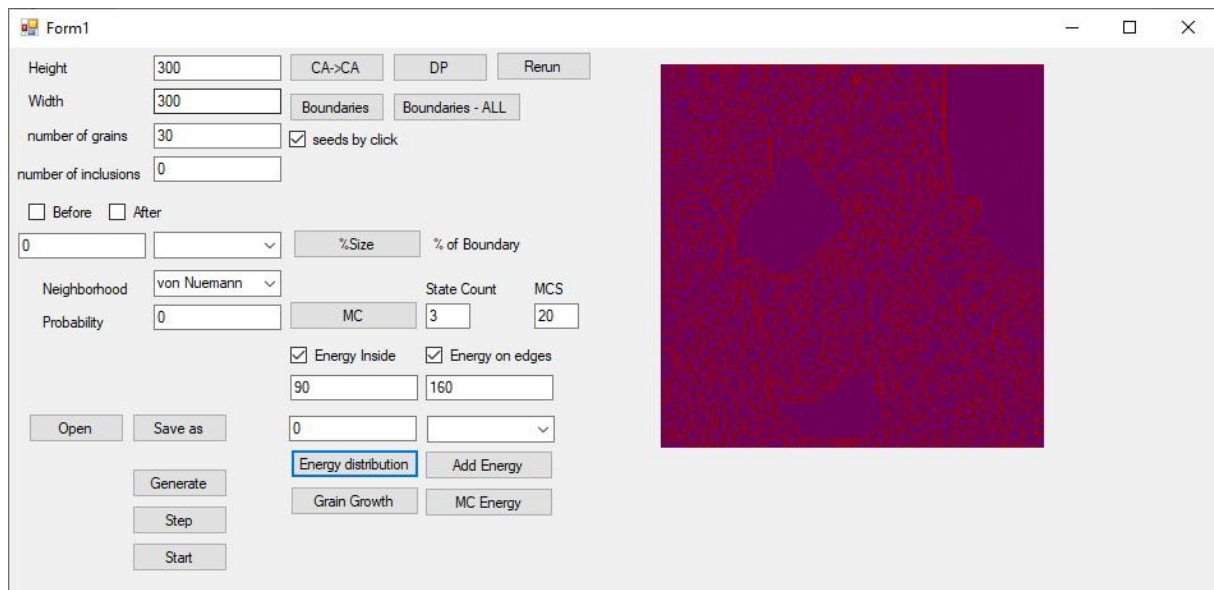 Form1
Height 300 CA->CA DP Rerun
Width 300 Boundaries Boundaries - ALL
number of grains 30 seeds by click
number of inclusions 0
Before After
0 %Size % of Boundary
Neighborhood von Nuemann State Count MCS
Probability 0 MC 3 20
Energy Inside Energy on edges
90 160
Open Save as 0
Energy distribution Add Energy
Generate Grain Growth MC Energy
Step
Start